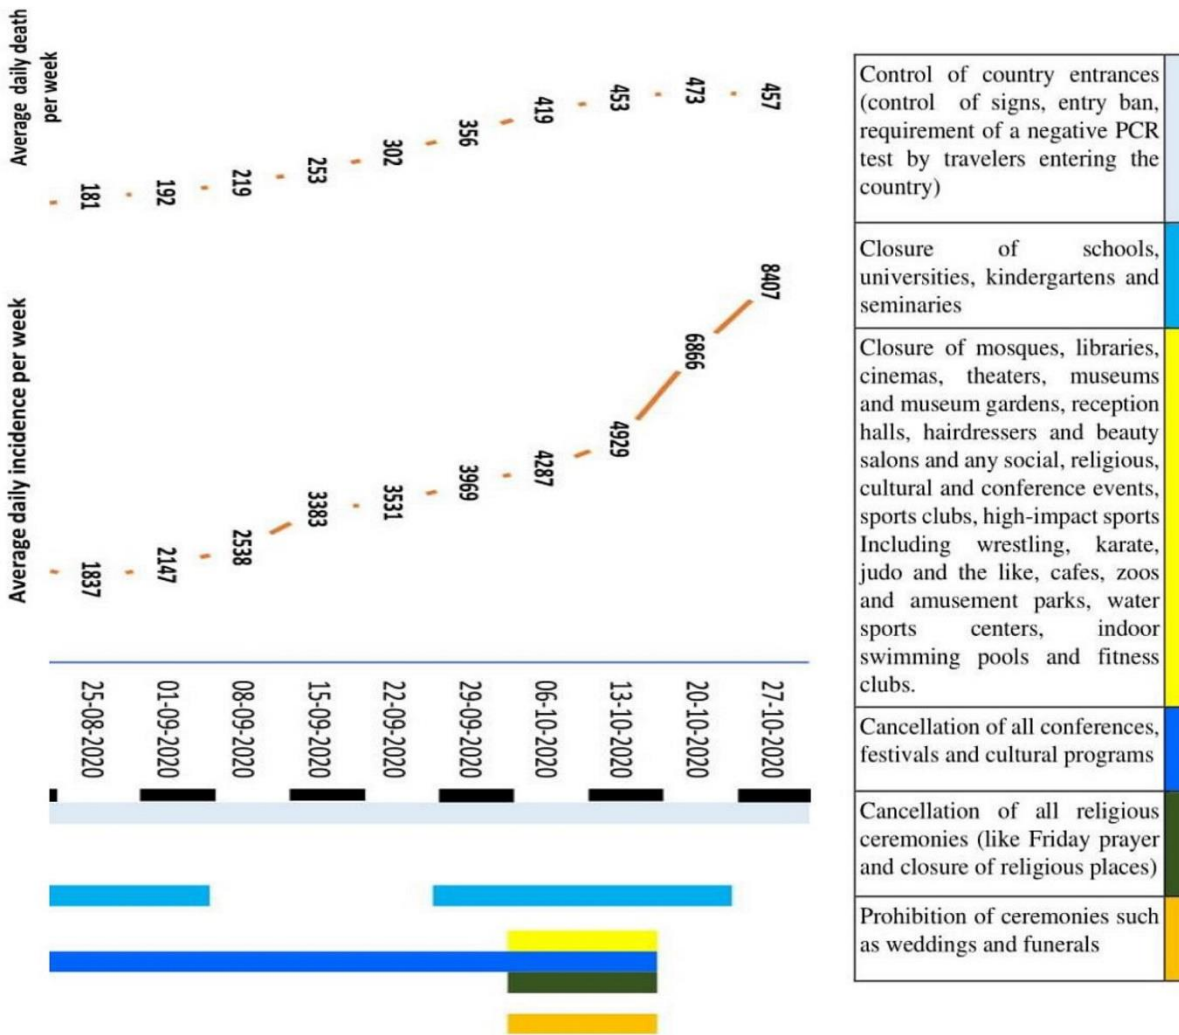 Average daily death
per week
181
192
219
253
302
356
419
453
473
457
Average daily incidence per week
1837
2147
2538
3383
3531
3969
4287
4929
6866
8407
25-08-2020
01-09-2020
08-09-2020
15-09-2020
22-09-2020
29-09-2020
06-10-2020
13-10-2020
20-10-2020
27-10-2020
Control of country entrances
(control of signs, entry ban,
requirement of a negative PCR
test by travelers entering the
country)
Closure of schools,
universities, kindergartens and
seminaries
Closure of mosques, libraries,
cinemas, theaters, museums
and museum gardens, reception
halls, hairdressers and beauty
salons and any social, religious,
cultural and conference events,
sports clubs, high-impact sports
Including wrestling, karate,
judo and the like, cafes, zoos
and amusement parks, water
sports centers, indoor
swimming pools and fitness
clubs.
Cancellation of all conferences,
festivals and cultural programs
Cancellation of all religious
ceremonies (like Friday prayer
and closure of religious places)
Prohibition of ceremonies such
as weddings and funerals